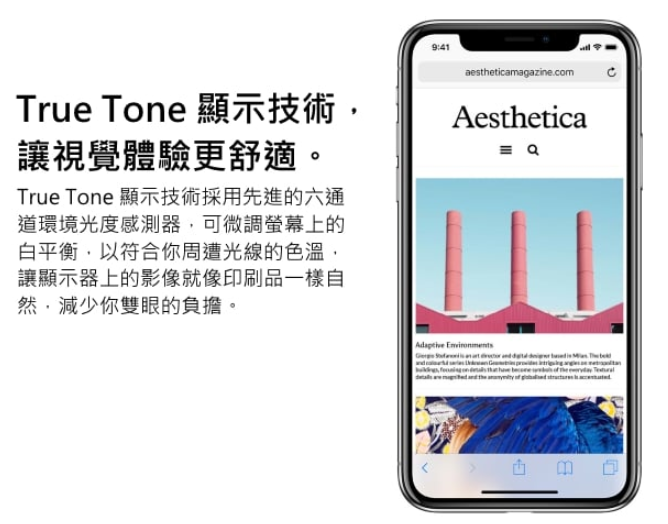 True Tone 顯示技術，
讓視覺體驗更舒適。
True Tone 顯示技術採用先進的六通
道環境光度感測器，可微調螢幕上的
白平衡，以符合你周遭光線的色溫，
讓顯示器上的影像就像印刷品一樣自
然，減少你雙眼的負擔。
9:41
aestheticamagazine.com
Aesthetica
Adaptive Environments
Giorgio Stefanoni is an art director and digital designer based in Milan. The bold
and colourful series Unknown Geometries provides intriguing angles on metropolitan
buildings, focusing on details that have become symbols of the everyday. Textural
details are magnified and the anonymity of globalised structures is accentuated.